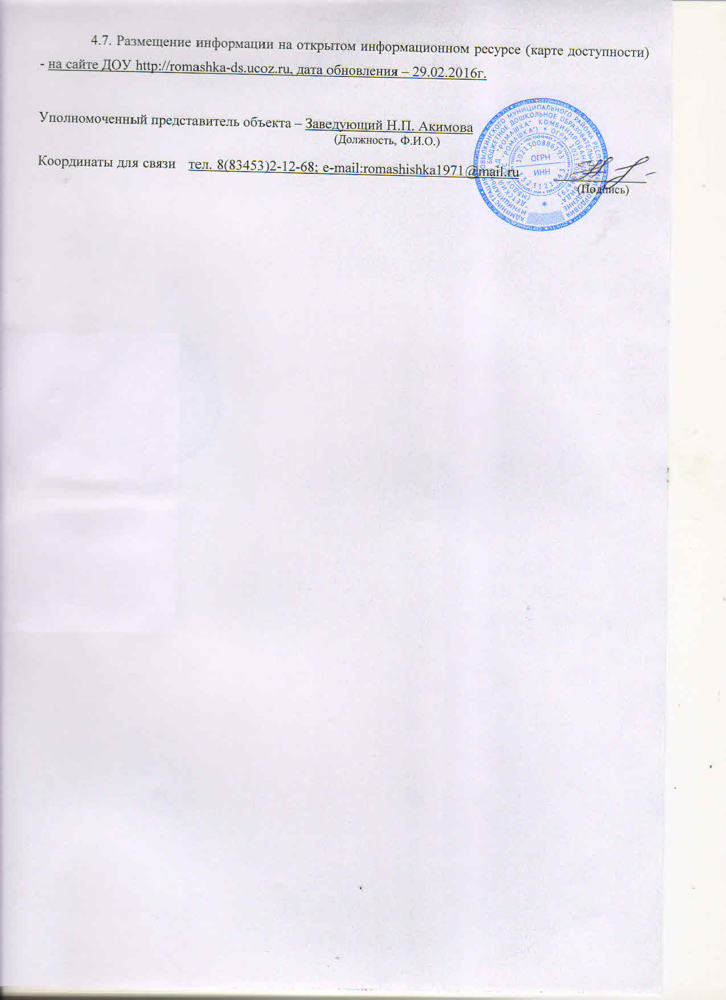 4.7. Размещение информации на открытом информационном ресурсе (карте доступности)
- на сайте ДОУ http://romashka-ds.ucoz.ru, дата обновления – 29.02.2016г.
Уполномоченный представитель объекта – Заведующий Н.П. Акимова
(Должность, Ф.И.О.)
Координаты для связи тел. 8(83453)2-12-68; e-mail:romashishka1971@mail.ru
(Подпись)
1021300886793
ОГРН
ИНН
1323121043